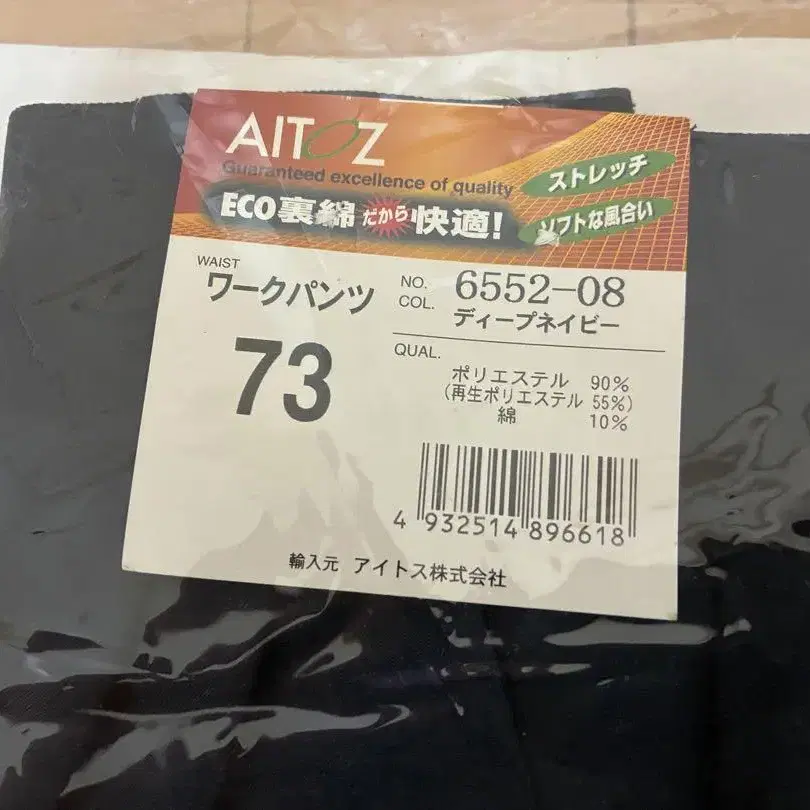 AITOZ
Guaranteed excellence of quality
ストレッチ
ECO裏綿だから快適!
ソフトな風合い
WAIST
ワークパンツ
73
NO. 6552-08
COL. ディープネイビー
QUAL.
ポリエステル 90%
(再生ポリエステル 55%)
綿 10%
4 932514 896618
輸入元 アイトス株式会社